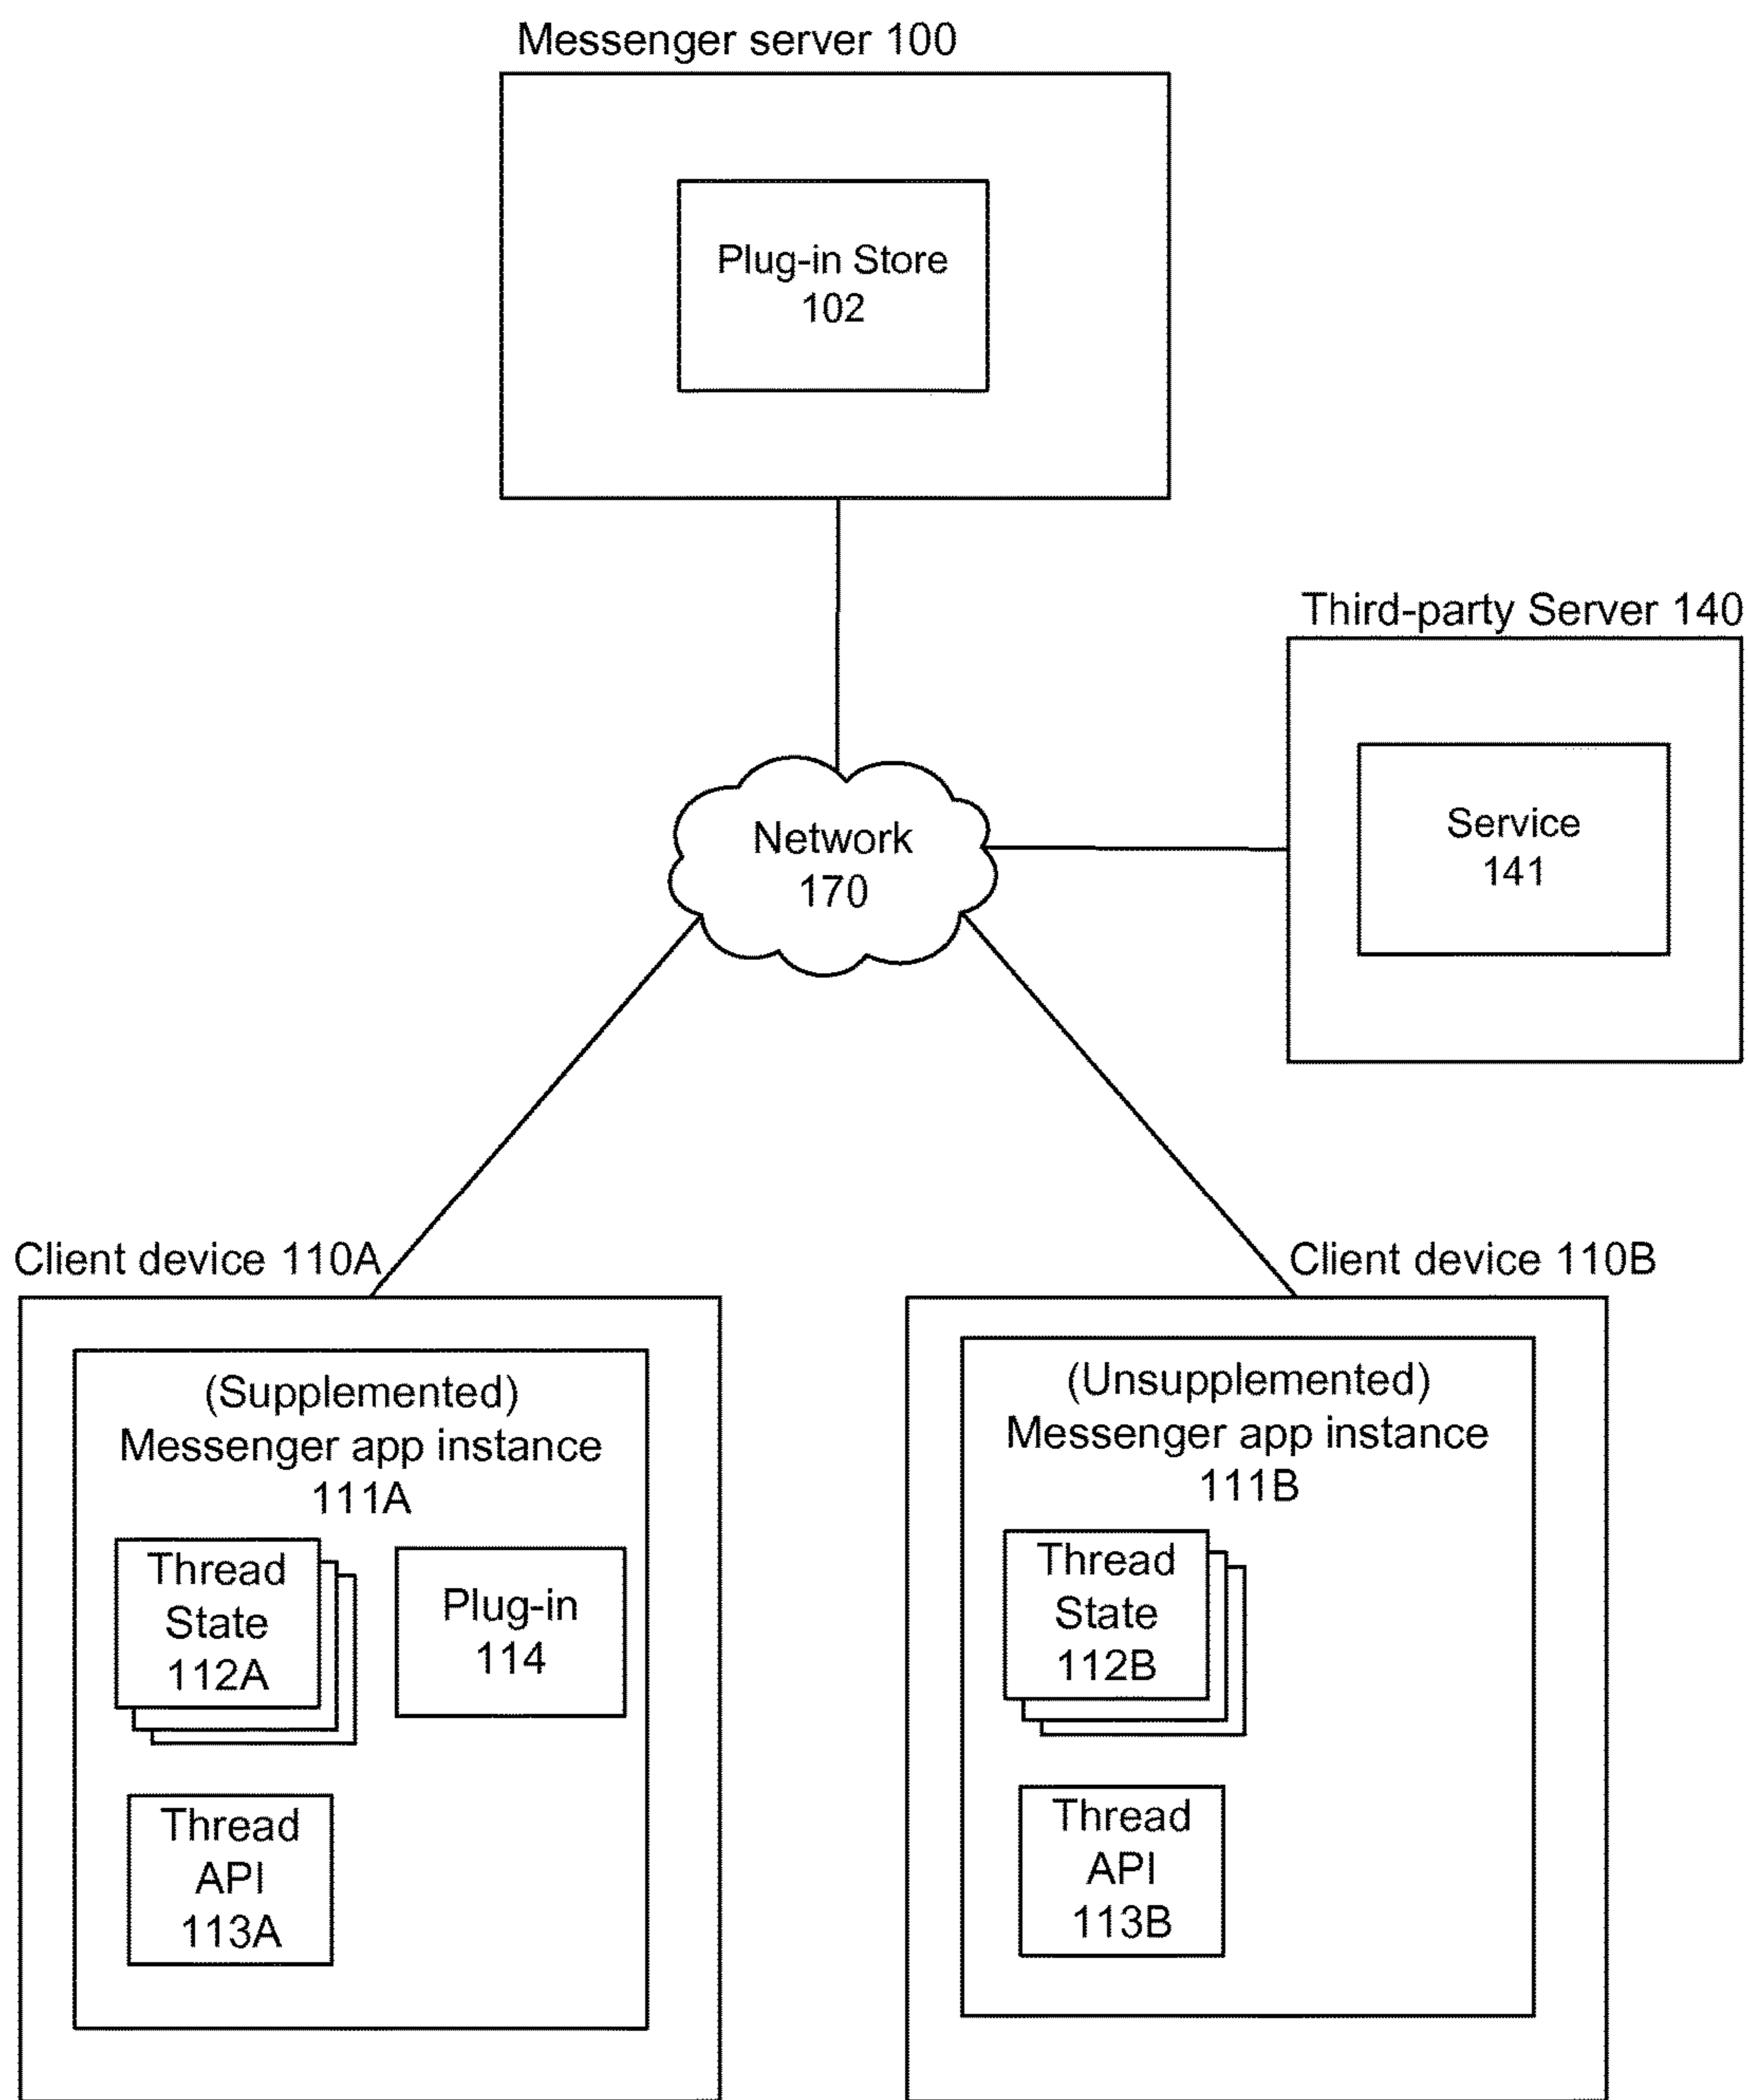 Messenger server 100
Plug-in Store
102
Third-party Server 140
Service
141
Network
170
Client device 110A
(Supplemented)
Messenger app instance
111A
Thread
State
112A
Plug-in
114
Thread
API
113A
Client device 110B
(Unsupplemented)
Messenger app instance
111B
Thread
State
112B
Thread
API
113B